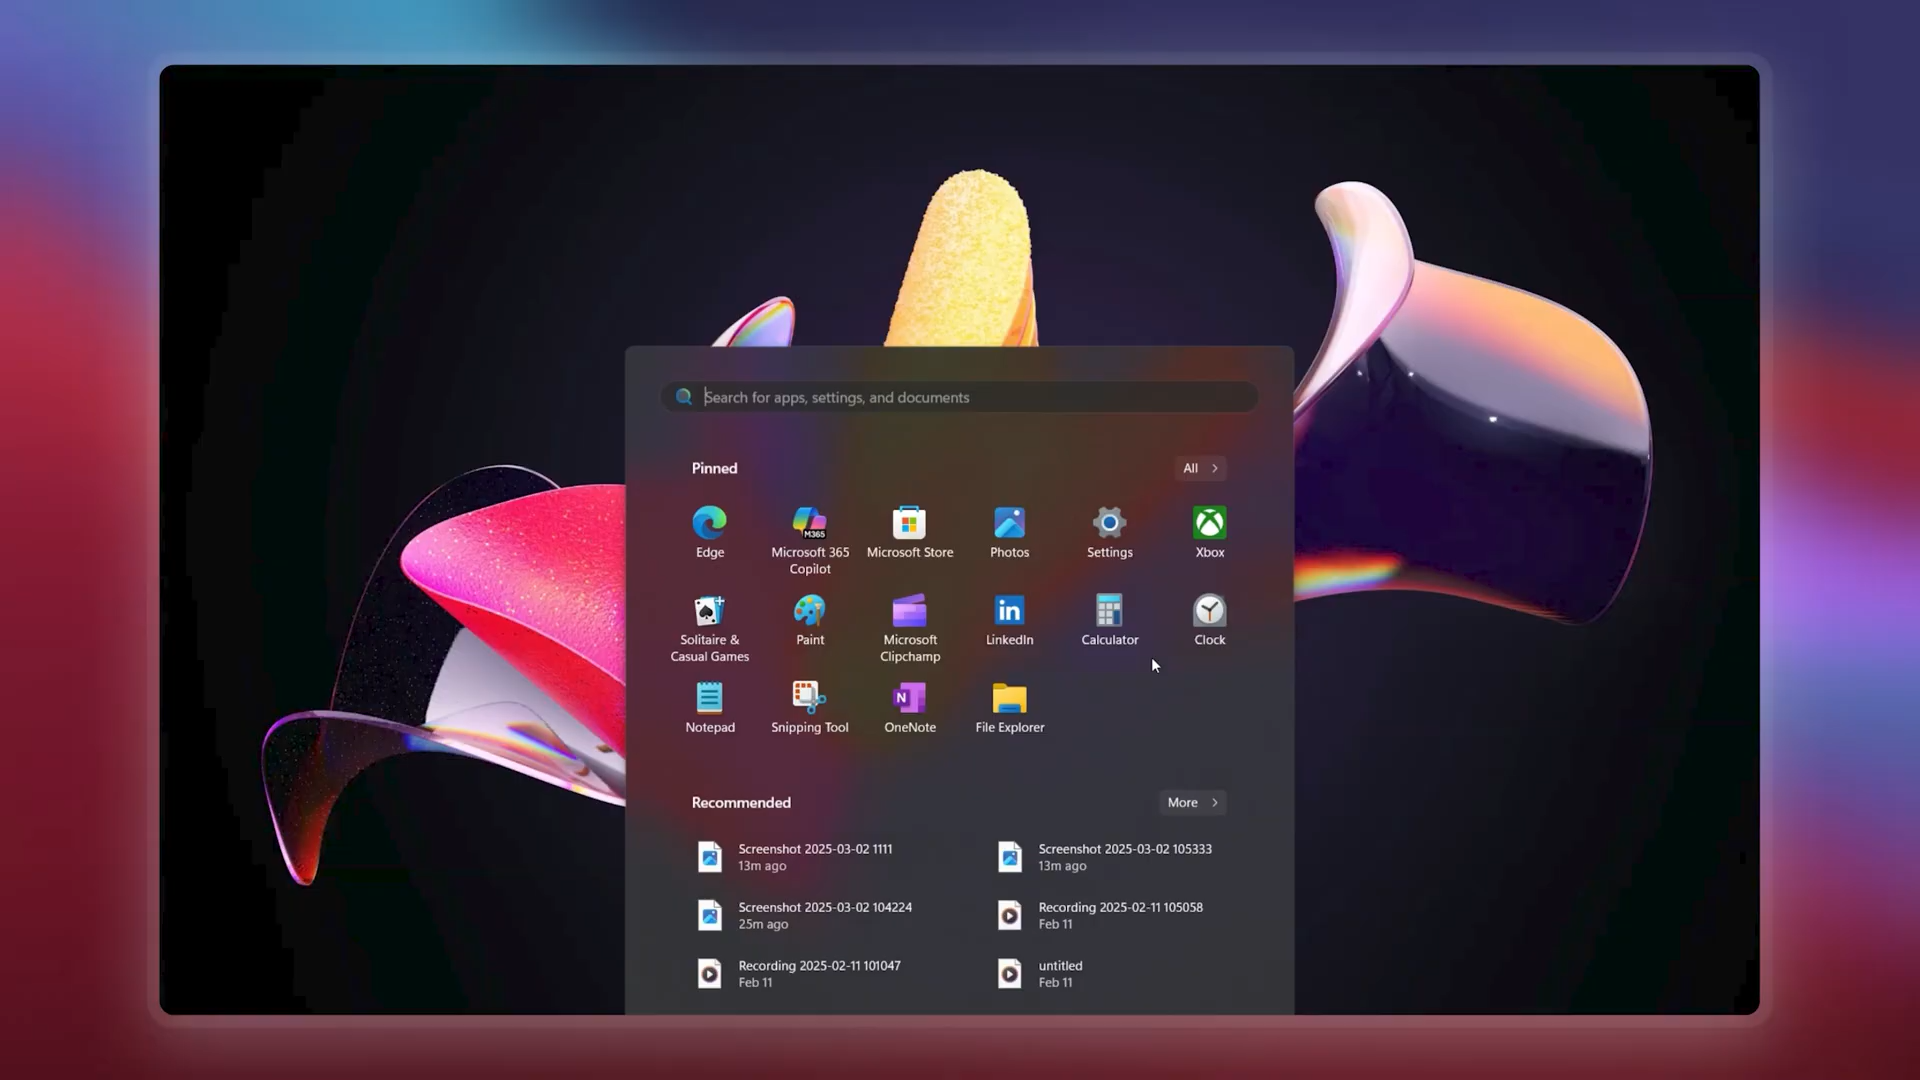 Search for apps, settings, and documents
Pinned
All
Edge
Microsoft 365
Copilot
M365
Microsoft Store
Photos
Settings
Xbox
Solitaire &
Casual Games
Paint
Microsoft
Clipchamp
in
LinkedIn
Calculator
Clock
Notepad
Snipping Tool
N
OneNote
File Explorer
Recommended
More
Screenshot 2025-03-02 1111
13m ago
Screenshot 2025-03-02 105333
13m ago
Screenshot 2025-03-02 104224
25m ago
Recording 2025-02-11 105058
Feb 11
Recording 2025-02-11 101047
Feb 11
untitled
Feb 11